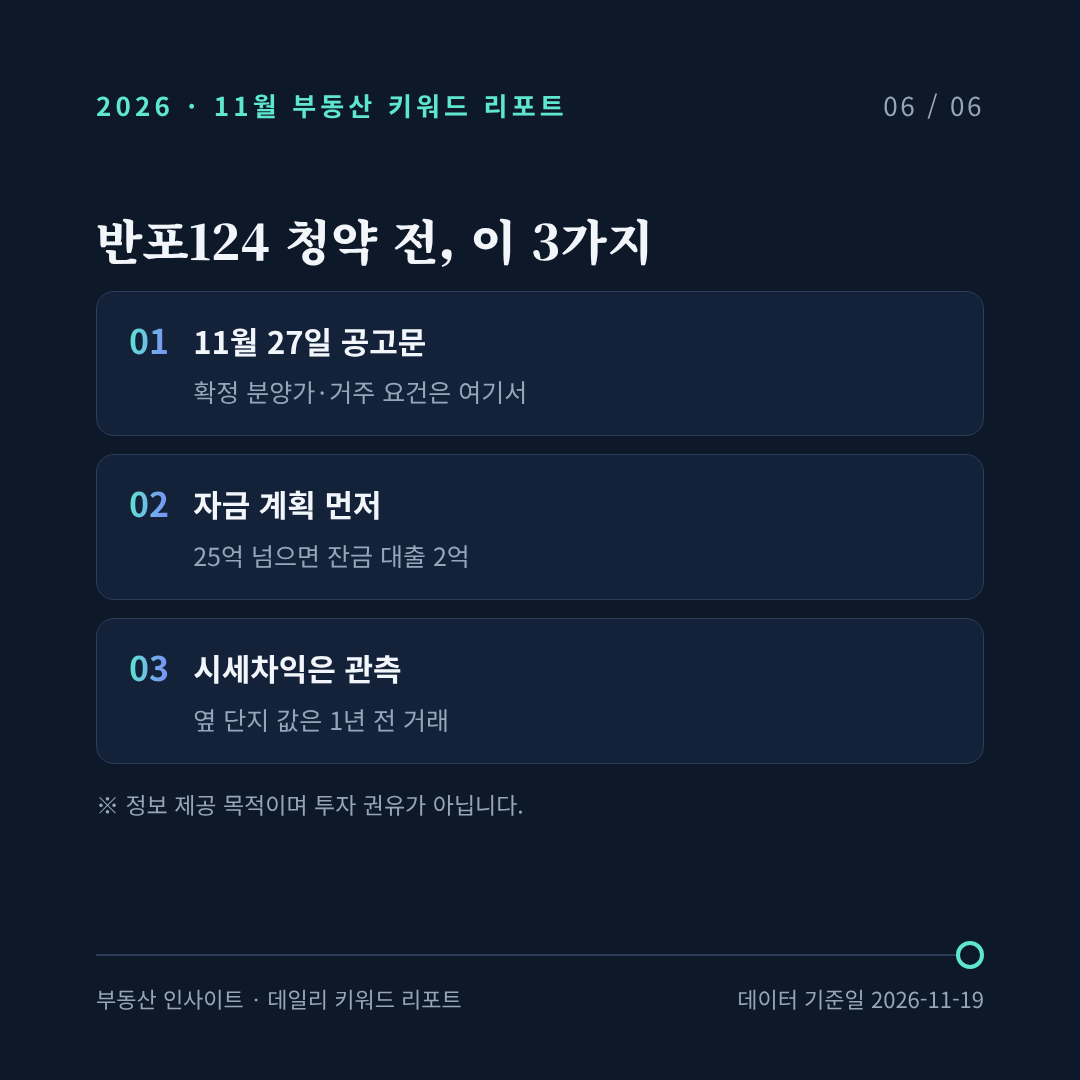 2026 · 11월 부동산 키워드 리포트
06 / 06
반포124 청약 전, 이 3가지
01 11월 27일 공고문
확정 분양가·거주 요건은 여기서
02 자금 계획 먼저
25억 넘으면 잔금 대출 2억
03 시세차익은 관측
옆 단지 값은 1년 전 거래
※ 정보 제공 목적이며 투자 권유가 아닙니다.
부동산 인사이트 · 데일리 키워드 리포트
데이터 기준일 2026-11-19